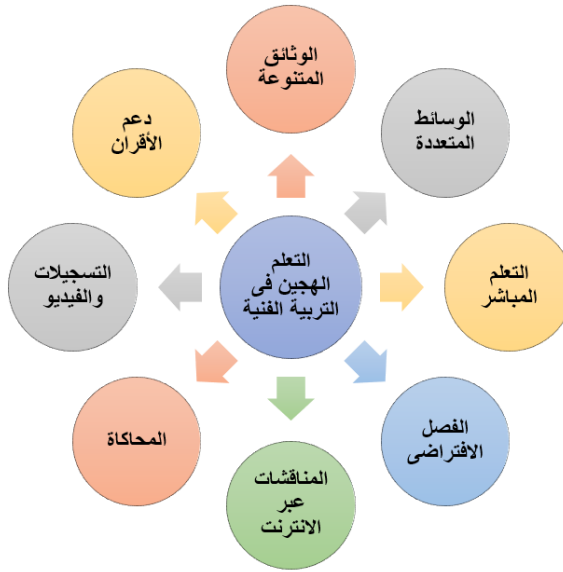 الوثائق
المتنوعة
الوسائط
المتعددة
التعلم
المباشر
الفصل
الافتراضى
المناقشات
عبر
الانترنت
المحاكاة
التسجيلات
والفيديو
دعم
الأقران
التعلم
الهجين فى
التربية الفنية